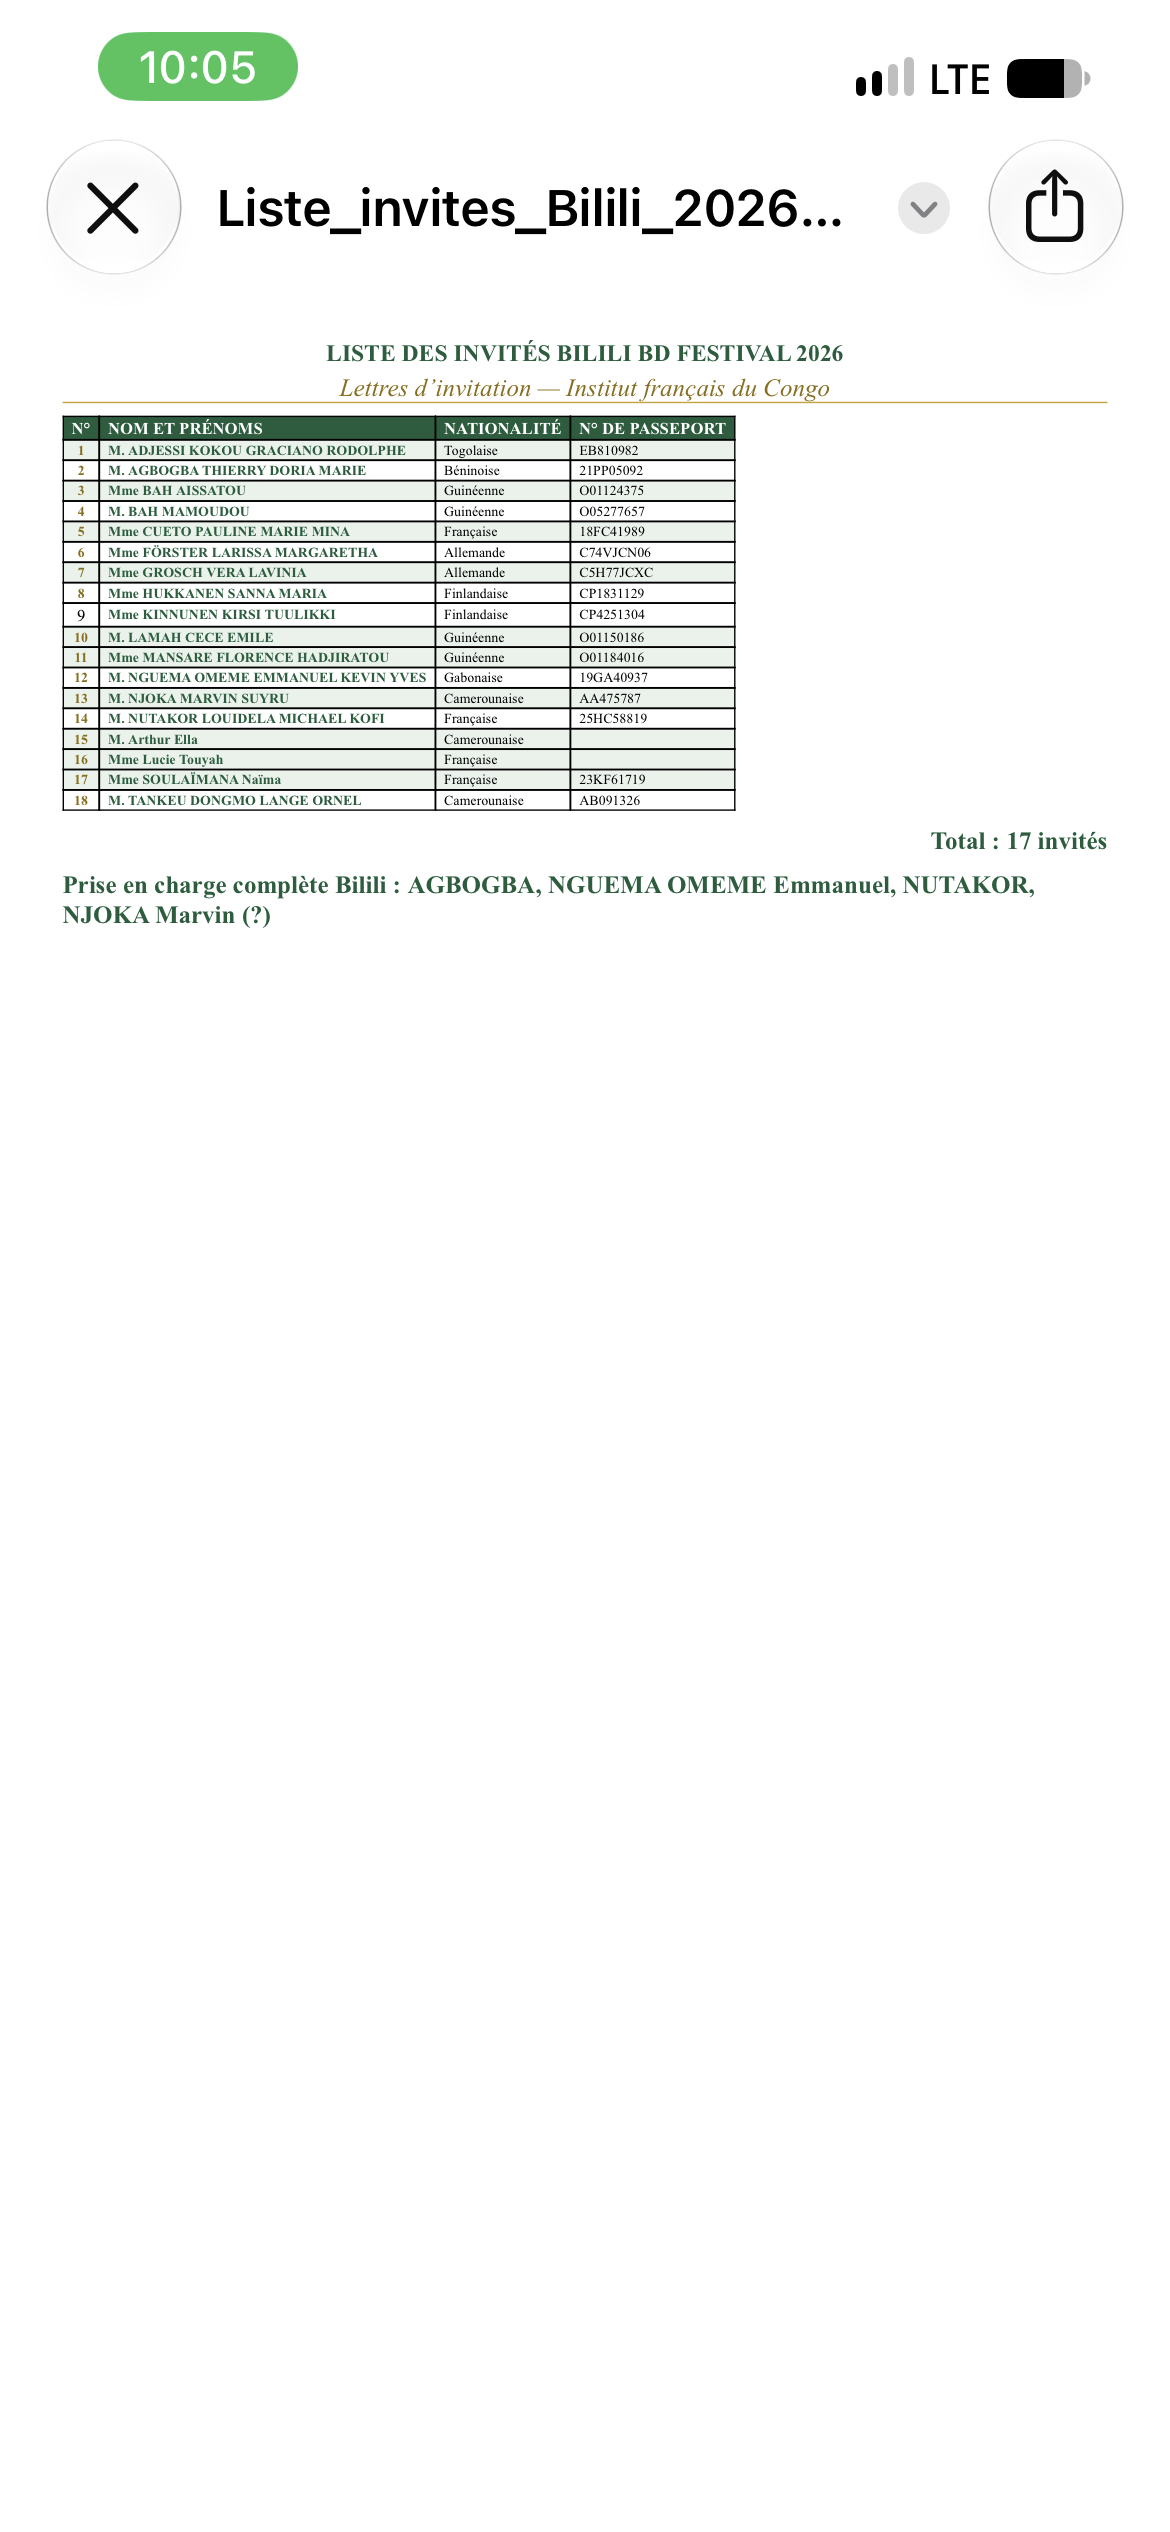 10:05
LTE
Liste_invites_Bilili_2026...
LISTE DES INVITÉS BILILI BD FESTIVAL 2026
Lettres d’invitation — Institut français du Congo
N° NOM ET PRÉNOMS NATIONALITÉ N° DE PASSEPORT
1 M. ADJESSI KOKOU GRACIANO RODOLPHE Togolaise EB810982
2 M. AGBOGBA THIERRY DORIA MARIE Béninoise 21PP05092
3 Mme BAH AISSATOU Guinéenne O01124375
4 M. BAH MAMOUDOU Guinéenne O05277657
5 Mme CUETO PAULINE MARIE MINA Française 18FC41989
6 Mme FÖRSTER LARISSA MARGARETHA Allemande C74VJCN06
7 Mme GROSCH VERA LAVINIA Allemande C5H77JCXC
8 Mme HUKKANEN SANNA MARIA Finlandaise CP1831129
9 Mme KINNUNEN KIRSI TUULIKKI Finlandaise CP4251304
10 M. LAMAH CECE EMILE Guinéenne O01150186
11 Mme MANSARE FLORENCE HADJIRATOU Guinéenne O01184016
12 M. NGUEMA OMEME EMMANUEL KEVIN YVES Gabonaise 19GA40937
13 M. NJOKA MARVIN SUYRU Camerounaise AA475787
14 M. NUTAKOR LOUIDELA MICHAEL KOFI Française 25HC58819
15 M. Arthur Ella Camerounaise
16 Mme Lucie Touyah Française
17 Mme SOULAÏMANA Naïma Française 23KF61719
18 M. TANKEU DONGMO LANGE ORNEL Camerounaise AB091326
Total : 17 invités
Prise en charge complète Bilili : AGBOGBA, NGUEMA OMEME Emmanuel, NUTAKOR,
NJOKA Marvin (?)